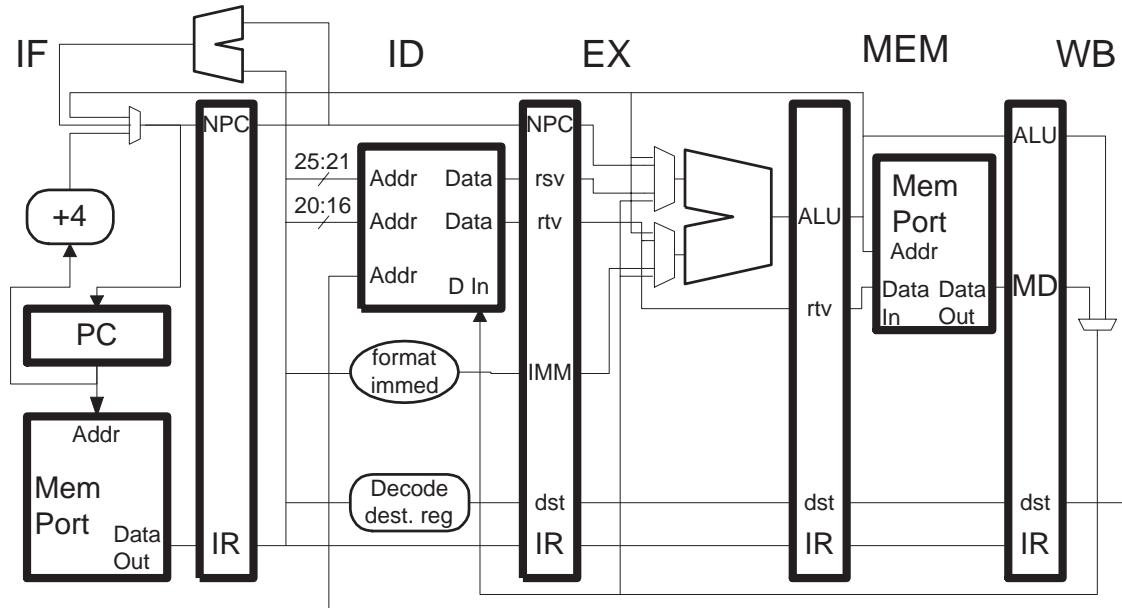 IF
ID
EX
MEM
WB
NPC
NPC
ALU
25:21
Addr
Data
rsv
Mem
Port
20:16
Addr
Data
rtv
ALU
+4
Addr
Addr
D In
Data
In
Data
Out
MD
PC
rtv
format
immed
IMM
Addr
Mem
Port
Decode
dest. reg
dst
dst
dst
Data
Out
IR
IR
IR
IR